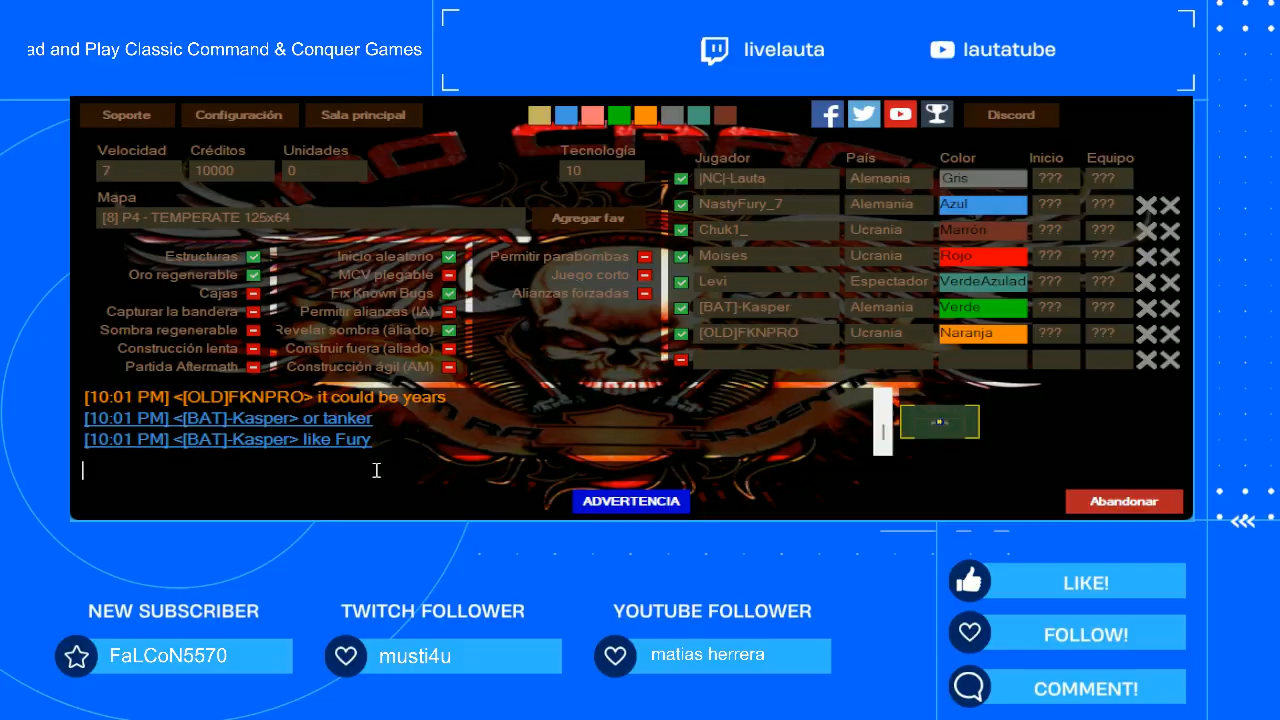 ad and Play Classic Command & Conquer Games
livelauta
lautatube
Soporte
Configuración
Sala principal
Discord
Velocidad
Créditos
Unidades
7
10000
0
Tecnología
10
Mapa
[8] P4 - TEMPERATE 125x64
Agregar fav
Estructuras
Oro regenerable
Cajas
Capturar la bandera
Sombra regenerable
Construcción lenta
Partida Aftermath
Inicio aleatorio
MCV plegable
Fix Known Bugs
Permitir alianzas (IA)
Revelar sombra (aliado)
Construir fuera (aliado)
Construcción ágil (AM)
Permitir parabombas
Juego corto
Alianzas forzadas
Jugador País Color Inicio Equipo
|NC|-Lauta Alemania Gris ??? ???
NastyFury_7 Alemania Azul ??? ???
Chuk1_ Ucrania Marrón ??? ???
Moises Ucrania Rojo ??? ???
Levi Espectador VerdeAzulad ??? ???
[BAT]-Kasper Alemania Verde ??? ???
[OLD]FKNPRO Ucrania Naranja ??? ???
[10:01 PM] <[OLD]FKNPRO> it could be years
[10:01 PM] <[BAT]-Kasper> or tanker
[10:01 PM] <[BAT]-Kasper> like Fury
ADVERTENCIA
Abandonar
NEW SUBSCRIBER
FaLCoN5570
TWITCH FOLLOWER
musti4u
YOUTUBE FOLLOWER
matias herrera
LIKE!
FOLLOW!
COMMENT!